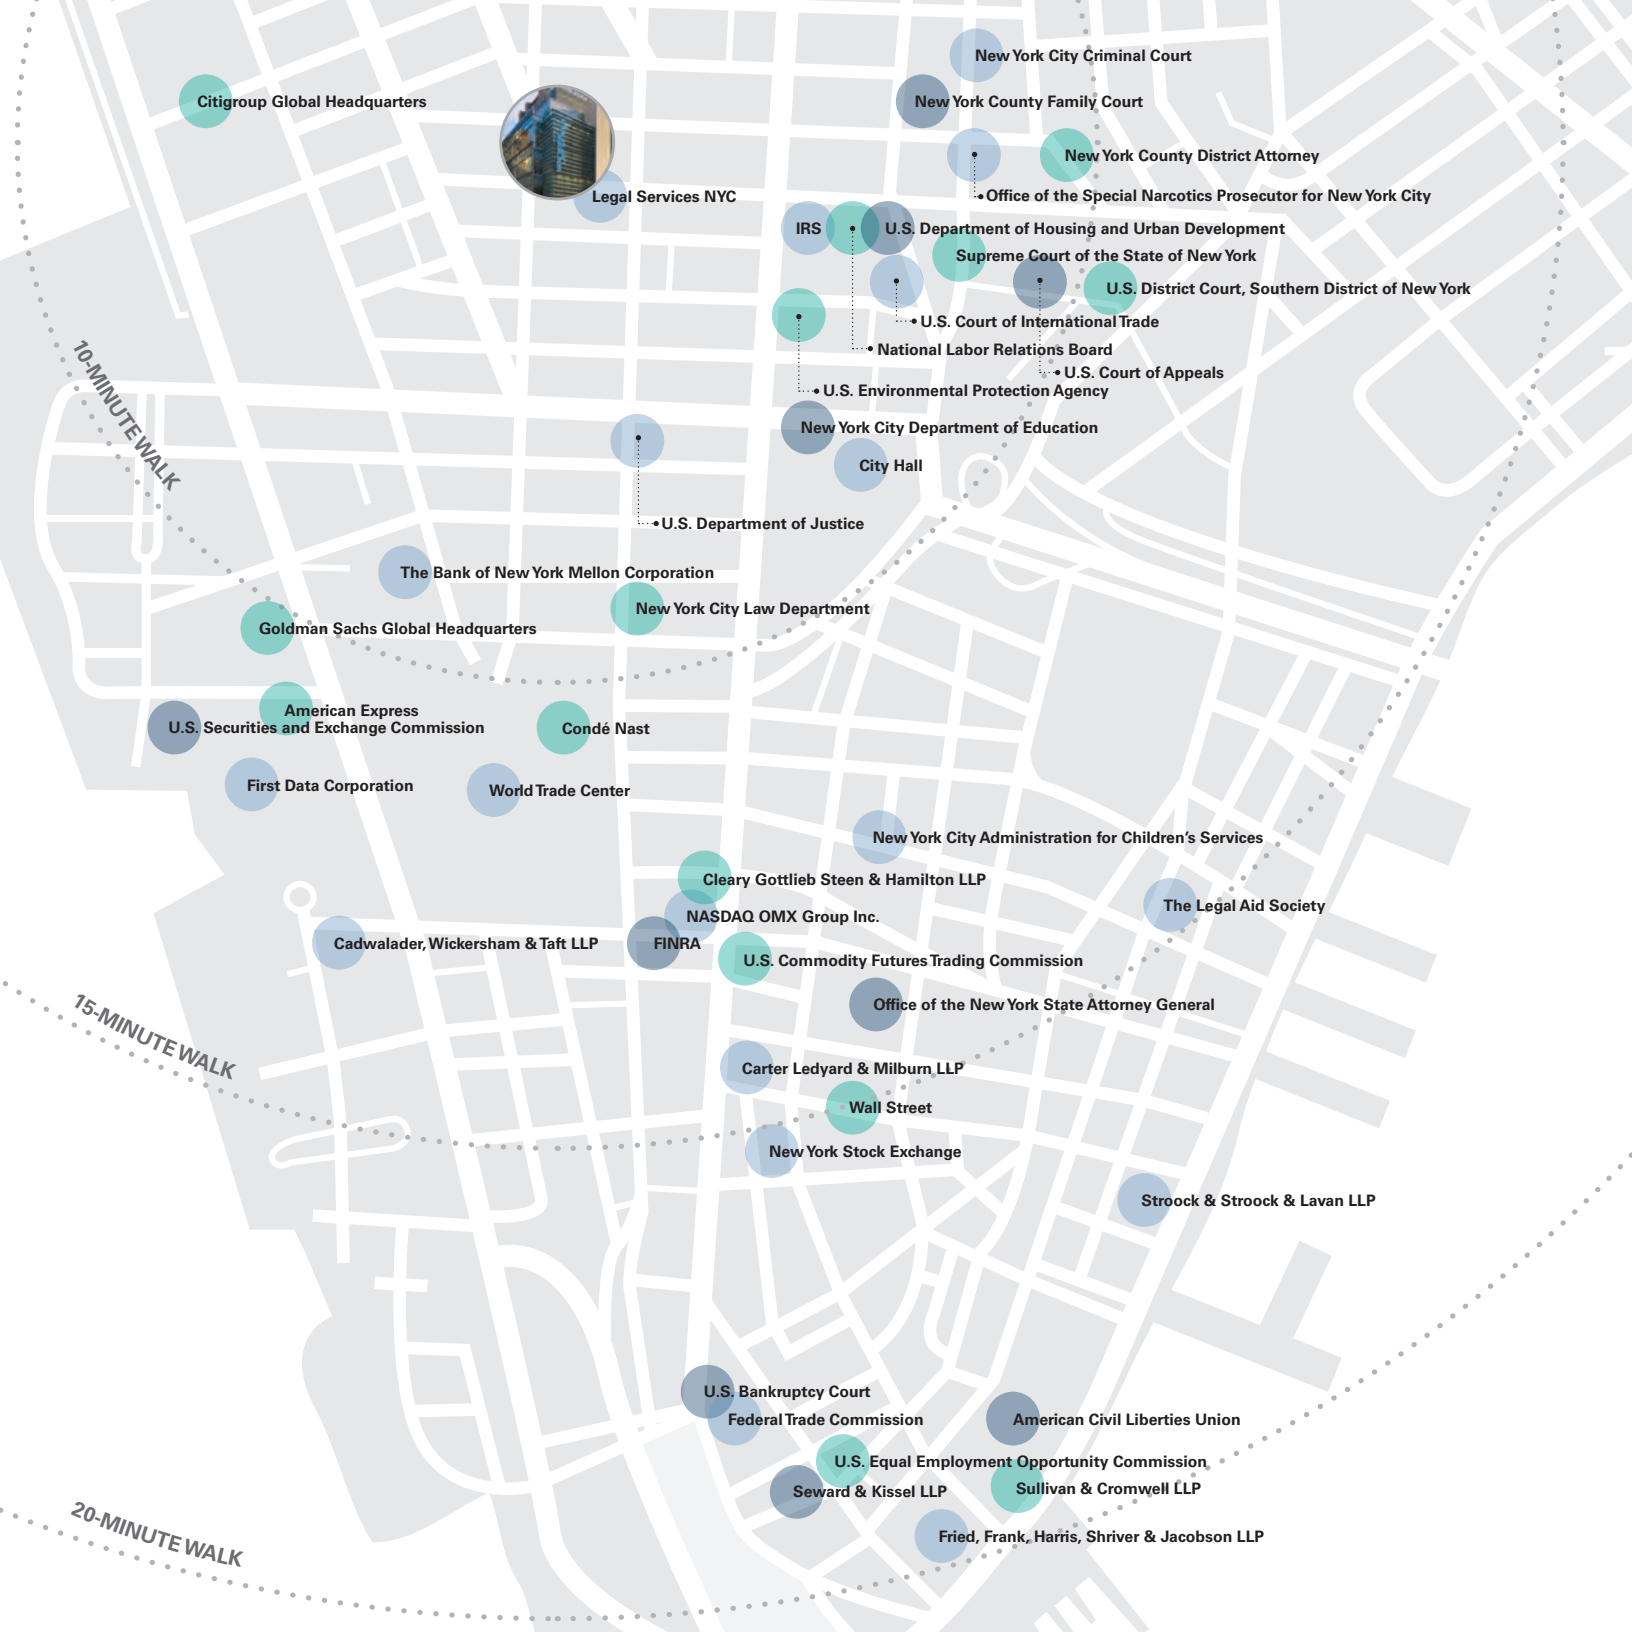 New York City Criminal Court
Citigroup Global Headquarters
New York County Family Court
New York County District Attorney
Legal Services NYC
Office of the Special Narcotics Prosecutor for New York City
IRS
U.S. Department of Housing and Urban Development
Supreme Court of the State of New York
U.S. District Court, Southern District of New York
U.S. Court of International Trade
National Labor Relations Board
U.S. Court of Appeals
U.S. Environmental Protection Agency
10-MINUTE WALK
New York City Department of Education
City Hall
U.S. Department of Justice
The Bank of New York Mellon Corporation
New York City Law Department
Goldman Sachs Global Headquarters
American Express
U.S. Securities and Exchange Commission
Condé Nast
First Data Corporation
World Trade Center
New York City Administration for Children’s Services
Cleary Gottlieb Steen & Hamilton LLP
The Legal Aid Society
NASDAQ OMX Group Inc.
Cadwalader, Wickersham & Taft LLP
FINRA
U.S. Commodity Futures Trading Commission
Office of the New York State Attorney General
15-MINUTE WALK
Carter Ledyard & Milburn LLP
Wall Street
New York Stock Exchange
Stroock & Stroock & Lavan LLP
U.S. Bankruptcy Court
Federal Trade Commission
American Civil Liberties Union
U.S. Equal Employment Opportunity Commission
Seward & Kissel LLP
Sullivan & Cromwell LLP
20-MINUTE WALK
Fried, Frank, Harris, Shriver & Jacobson LLP